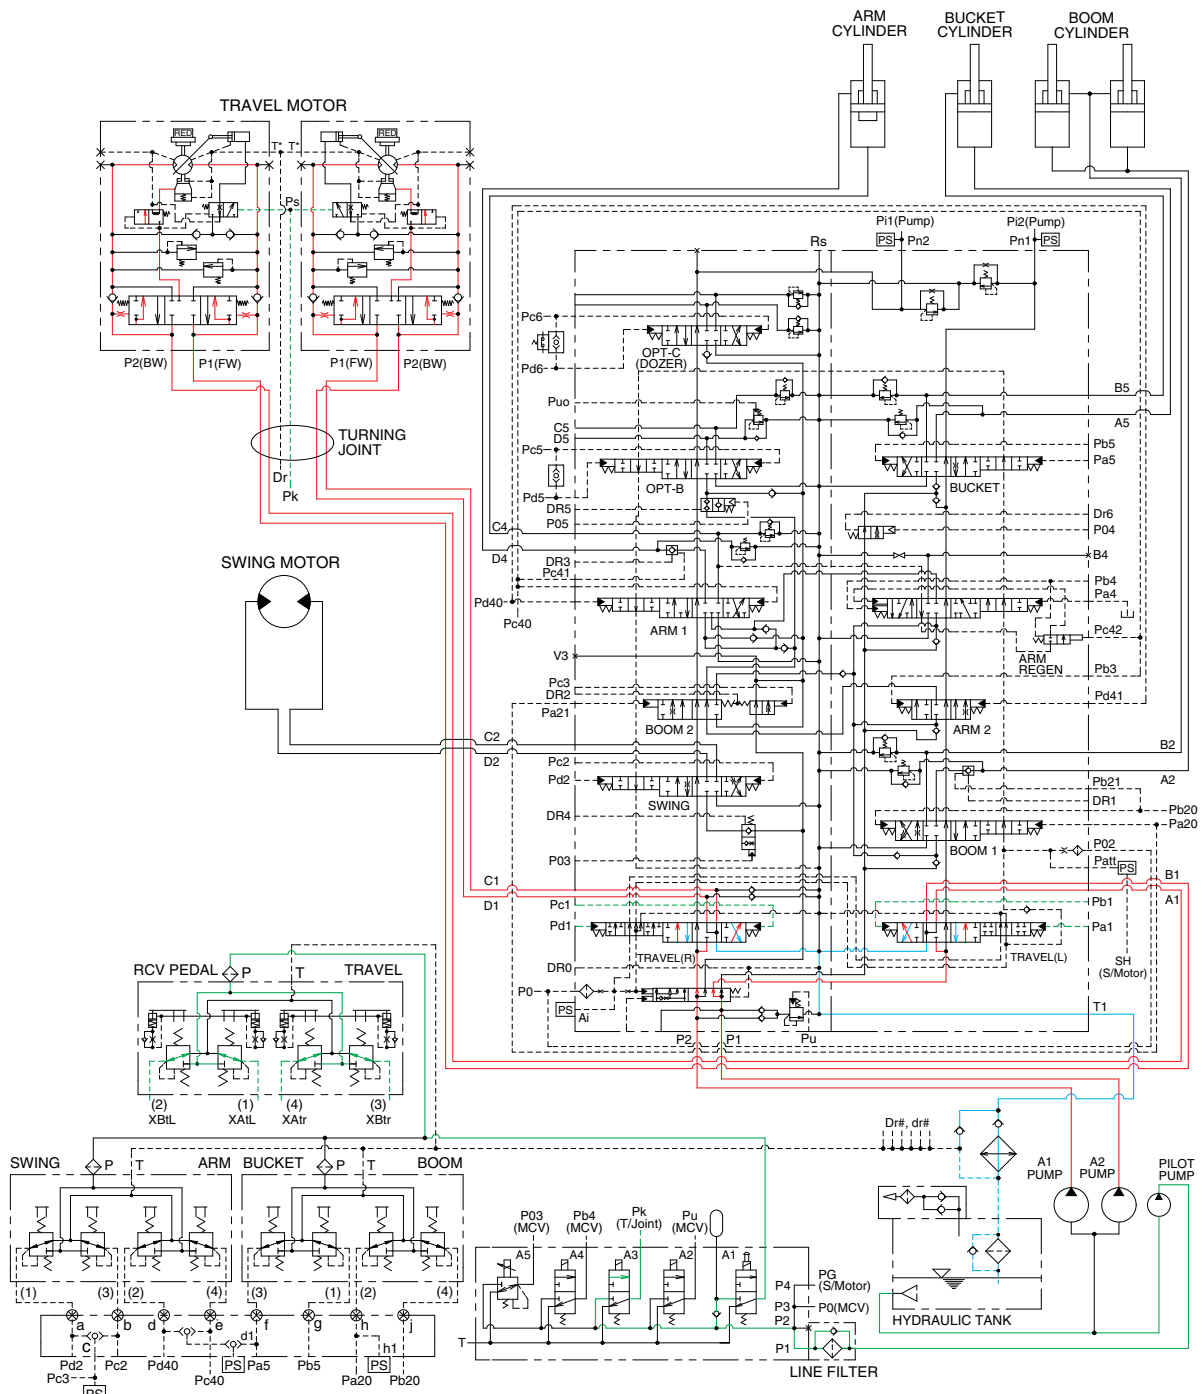 ARM
CYLINDER
BUCKET
CYLINDER
BOOM
CYLINDER
TRAVEL MOTOR
RED
RED
T* T*
Ps
P2(BW)
P1(FW)
P1(FW)
P2(BW)
TURNING
JOINT
Dr
Pk
SWING MOTOR
Rs
Pi1(Pump)
PS
Pn2
Pi2(Pump)
Pn1
PS
Pc6
OPT-C
(DOZER)
Pd6
Puo
C5
D5
Pc5
Pd5
OPT-B
DR5
P05
C4
D4
DR3
Pc41
Pd40
Pc40
ARM 1
V3
Pc3
DR2
Pa21
BOOM 2
C2
D2
Pc2
Pd2
SWING
DR4
P03
C1
D1
Pc1
Pd1
TRAVEL(R)
DR0
P0
PS
Ai
P2
P1
Pu
B5
A5
Pb5
Pa5
BUCKET
Dr6
P04
B4
Pb4
Pa4
Pc42
ARM
REGEN
Pb3
Pd41
ARM 2
B2
A2
Pb21
DR1
Pb20
Pa20
BOOM 1
P02
Patt
PS
B1
A1
Pb1
Pa1
TRAVEL(L)
SH
(S/Motor)
T1
RCV PEDAL
P
T
TRAVEL
(2)
XBtL
(1)
XAtL
(4)
XAtr
(3)
XBtr
SWING
P
T
ARM
BUCKET
P
T
BOOM
(1)
(3)
(2)
(4)
(3)
(1)
(2)
(4)
a
b
d
e
f
g
h
j
C
d1
h1
Pd2
Pc2
Pd40
PS
Pa5
Pb5
PS
Pc3
PS
Pc40
Pa20
Pb20
P03
(MCV)
Pb4
(MCV)
Pk
(T/Joint)
Pu
(MCV)
A5
A4
A3
A2
A1
T
P4
P3
P2
P1
PG
(S/Motor)
P0(MCV)
LINE FILTER
Dr#, dr#
A1
PUMP
A2
PUMP
PILOT
PUMP
HYDRAULIC TANK